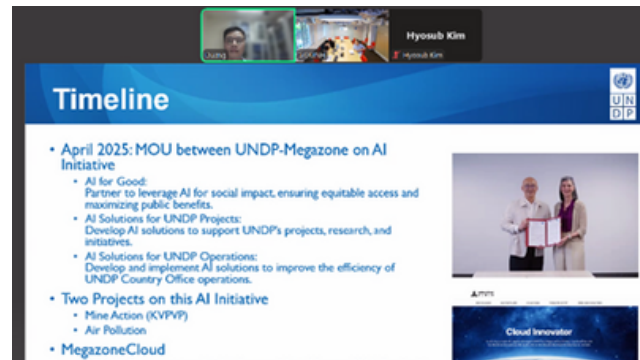 Hyosub Kim
Jung
Hyosub Kim
Timeline
U N
D P
• April 2025: MOU between UNDP-Megazone on AI
Initiative
• AI for Good:
Partner to leverage AI for social impact, ensuring equitable access and
maximizing public benefits.
• AI Solutions for UNDP Projects:
Develop AI solutions to support UNDP's projects, research, and
initiatives.
• AI Solutions for UNDP Operations:
Develop and implement AI solutions to improve the efficiency of
UNDP Country Office operations.
• Two Projects on this AI Initiative
• Mine Action (KVPVP)
• Air Pollution
• MegazoneCloud
Cloud Innovator